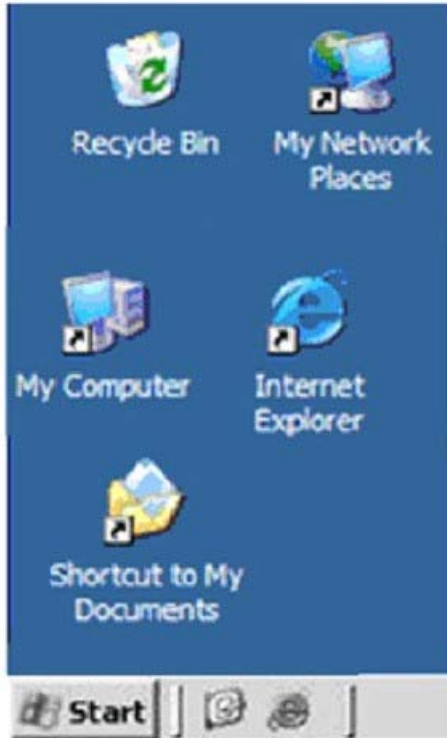 Recycle Bin
My Network
Places
My Computer
Internet
Explorer
Shortcut to My
Documents
Start